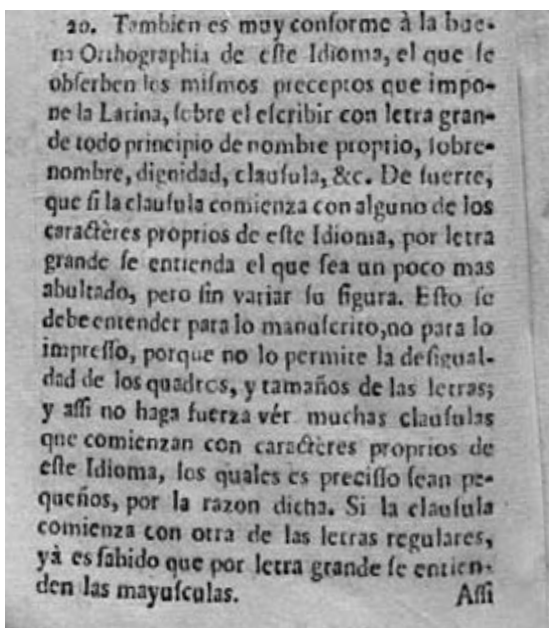 20. Tambien es muy conforme à la bue-
na Orthographia de eſte Idioma, el que ſe
obſerben los miſmos preceptos que impo-
ne la Latina, ſobre el eſcribir con letra gran-
de todo principio de nombre proprio, ſobre-
nombre, dignidad, clauſula, &c. De ſuerte,
que ſi la clauſula comienza con alguno de los
caractères proprios de eſte Idioma, por letra
grande ſe entienda el que ſea un poco mas
abultado, pero ſin variar ſu figura. Eſto ſe
debe entender para lo manuſcrito, no para lo
impreſſo, porque no lo permite la deſigual-
dad de los quadros, y tamaños de las letras;
y aſſi no haga fuerza vér muchas clauſulas
que comienzan con caractères proprios de
eſte Idioma, los quales es preciſſo ſean pe-
queños, por la razon dicha. Si la clauſula
comienza con otra de las letras regulares,
yà es ſabido que por letra grande ſe entien-
den las mayuſculas.
Aſſi